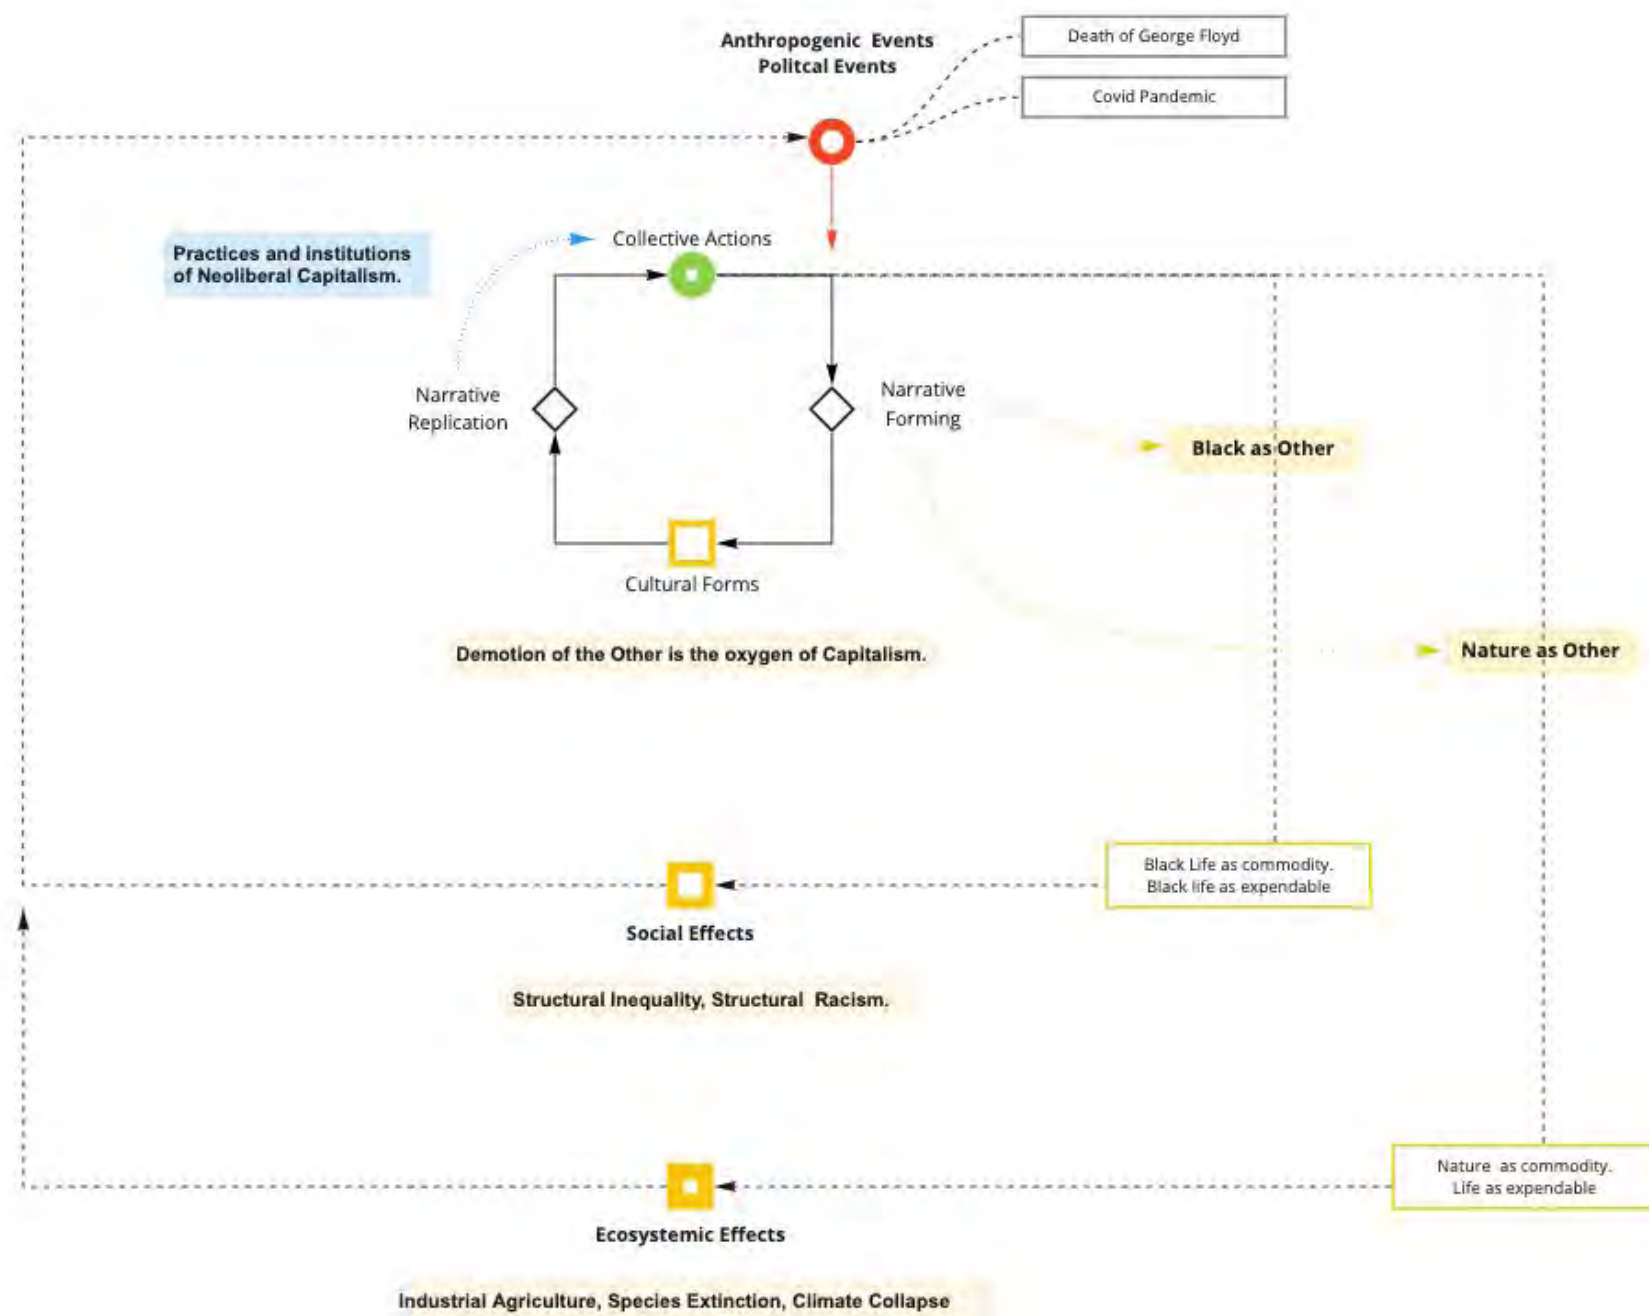 Anthropogenic Events
Politcal Events
Death of George Floyd
Covid Pandemic
Practices and institutions
of Neoliberal Capitalism.
Collective Actions
Narrative
Replication
Narrative
Forming
Black as Other
Cultural Forms
Demotion of the Other is the oxygen of Capitalism.
Nature as Other
Black Life as commodity.
Black life as expendable
Social Effects
Structural Inequality, Structural Racism.
Nature as commodity.
Life as expendable
Ecosystemic Effects
Industrial Agriculture, Species Extinction, Climate Collapse